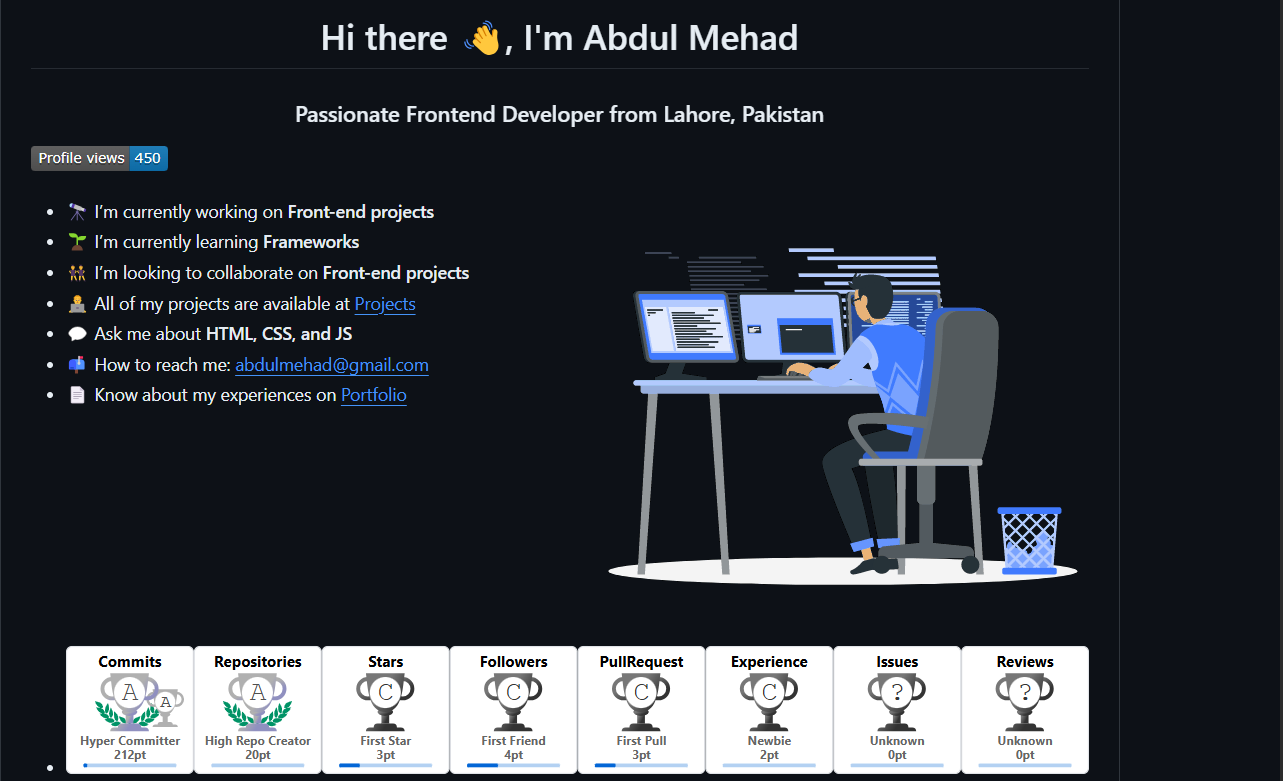 Hi there 👋, I'm Abdul Mehad
Passionate Frontend Developer from Lahore, Pakistan
Profile views 450
🔭 I’m currently working on Front-end projects
🌱 I’m currently learning Frameworks
👯 I’m looking to collaborate on Front-end projects
👨‍💻 All of my projects are available at Projects
💬 Ask me about HTML, CSS, and JS
📫 How to reach me: abdulmehad@gmail.com
📄 Know about my experiences on Portfolio
Commits Repositories Stars Followers PullRequest Experience Issues Reviews
A A A C C C C ? ?
Hyper Committer High Repo Creator First Star First Friend First Pull Newbie Unknown Unknown
212pt 20pt 3pt 4pt 3pt 2pt 0pt 0pt